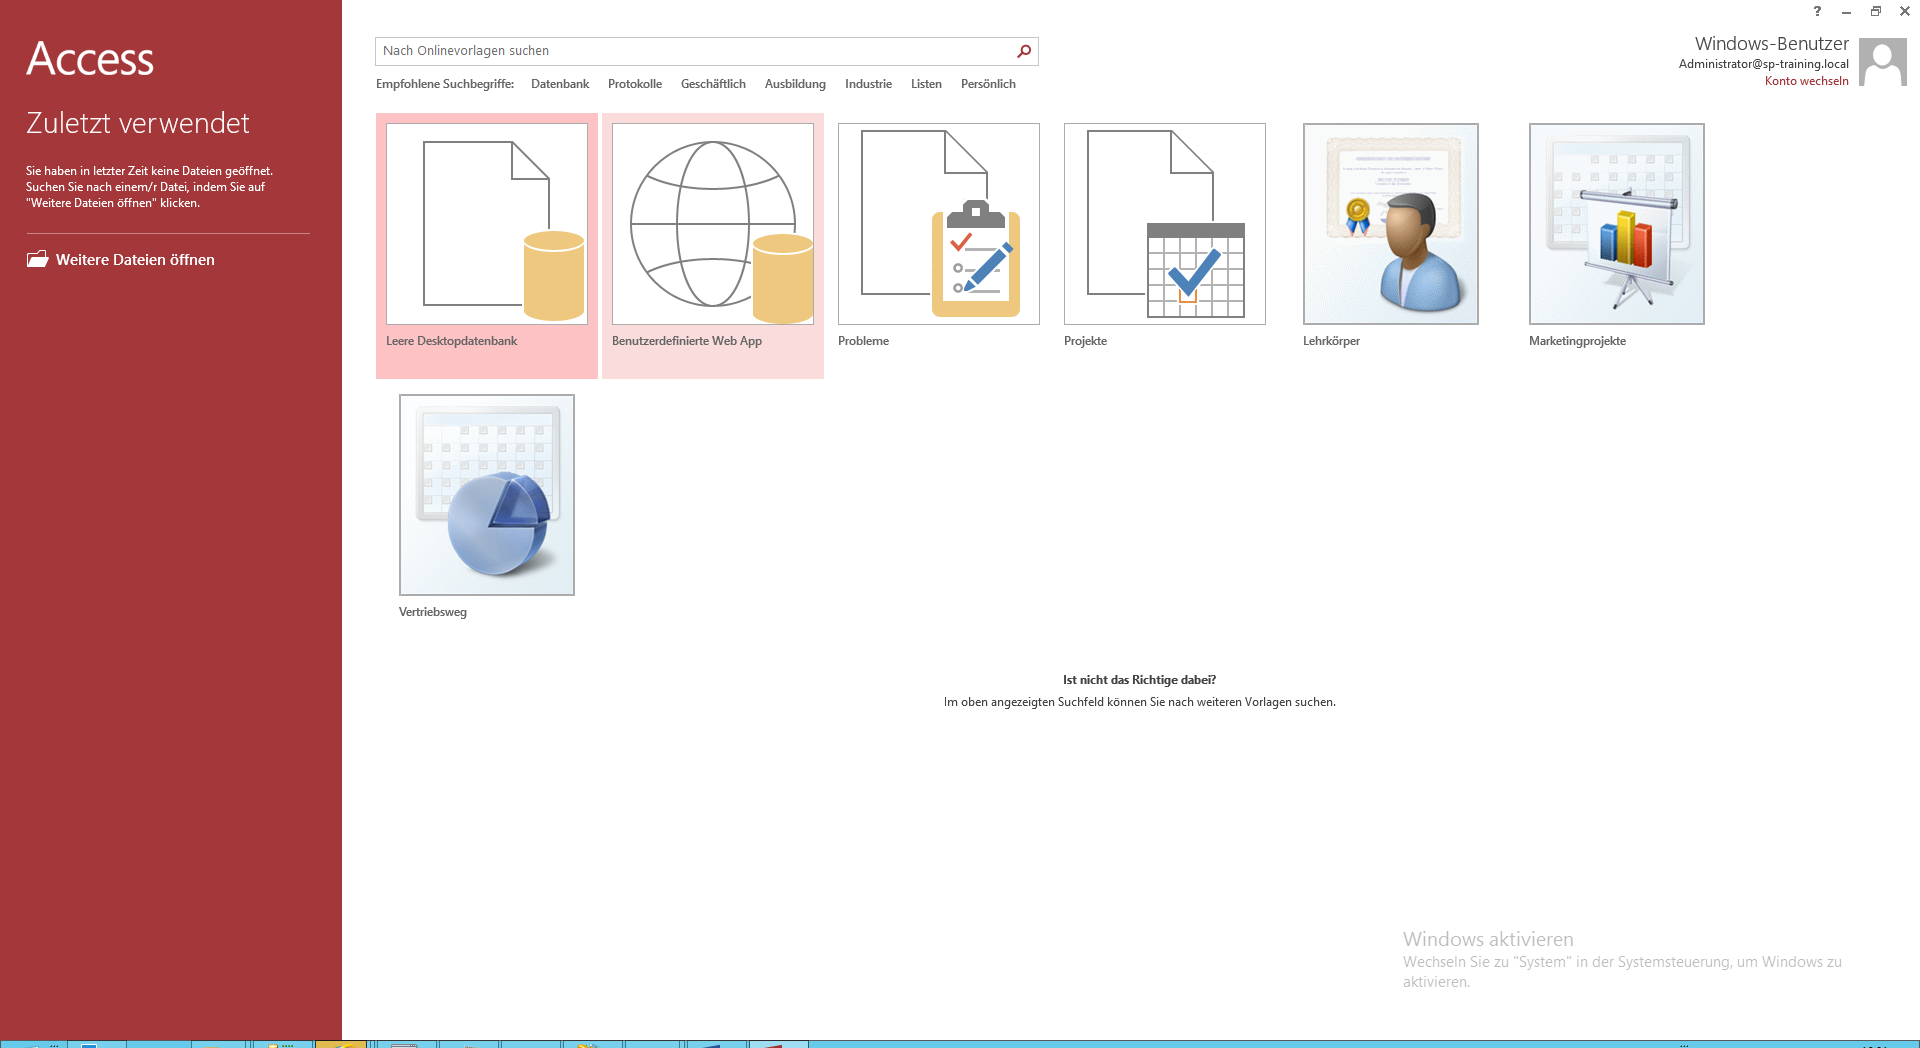 Access
Zuletzt verwendet
Sie haben in letzter Zeit keine Dateien geöffnet.
Suchen Sie nach einem/r Datei, indem Sie auf
"Weitere Dateien öffnen" klicken.
Weitere Dateien öffnen
?
Nach Onlinevorlagen suchen
Empfohlene Suchbegriffe: Datenbank Protokolle Geschäftlich Ausbildung Industrie Listen Persönlich
Windows-Benutzer
Administrator@sp-training.local
Konto wechseln
Leere Desktopdatenbank
Benutzerdefinierte Web App
Probleme
Projekte
Lehrkörper
Marketingprojekte
Vertriebsweg
Ist nicht das Richtige dabei?
Im oben angezeigten Suchfeld können Sie nach weiteren Vorlagen suchen.
Windows aktivieren
Wechseln Sie zu "System" in der Systemsteuerung, um Windows zu
aktivieren.